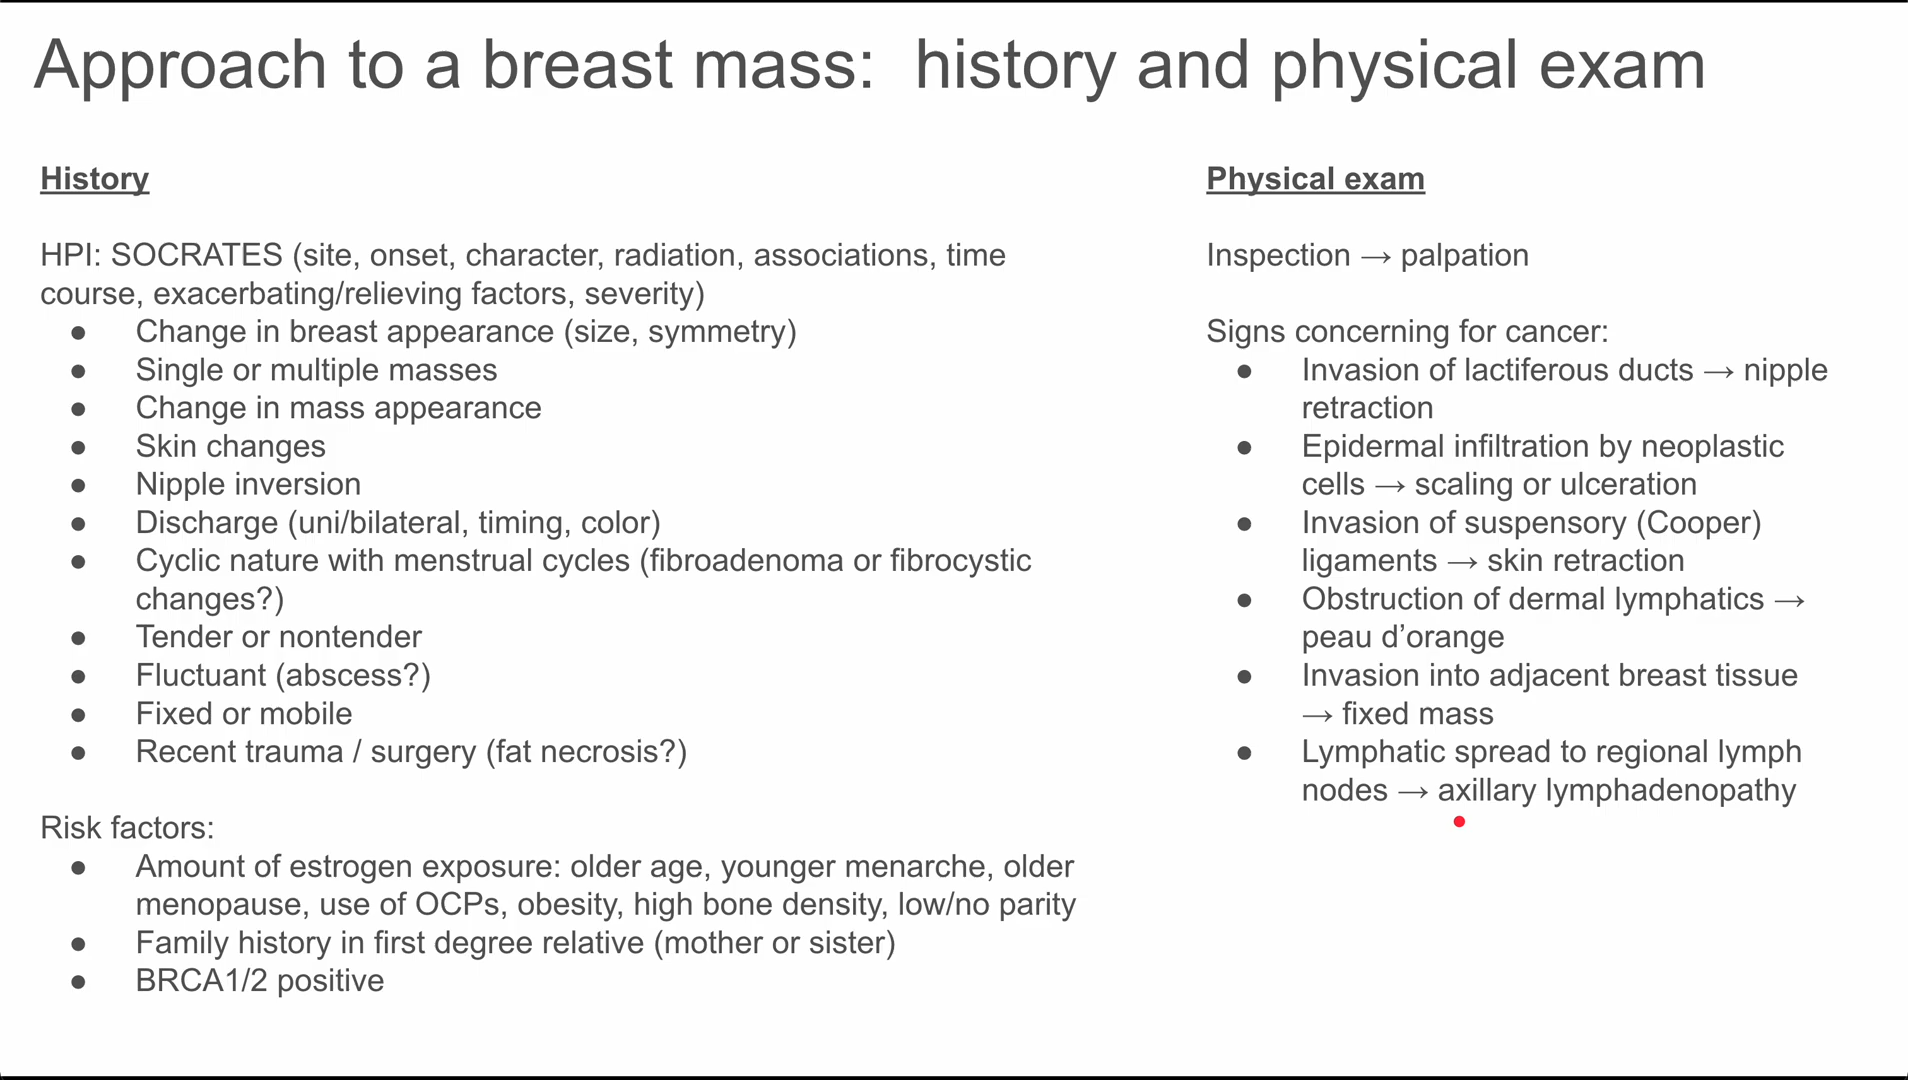 Approach to a breast mass:  history and physical exam
History
HPI: SOCRATES (site, onset, character, radiation, associations, time
course, exacerbating/relieving factors, severity)
● Change in breast appearance (size, symmetry)
● Single or multiple masses
● Change in mass appearance
● Skin changes
● Nipple inversion
● Discharge (uni/bilateral, timing, color)
● Cyclic nature with menstrual cycles (fibroadenoma or fibrocystic
changes?)
● Tender or nontender
● Fluctuant (abscess?)
● Fixed or mobile
● Recent trauma / surgery (fat necrosis?)
Risk factors:
● Amount of estrogen exposure: older age, younger menarche, older
menopause, use of OCPs, obesity, high bone density, low/no parity
● Family history in first degree relative (mother or sister)
● BRCA1/2 positive
Physical exam
Inspection → palpation
Signs concerning for cancer:
● Invasion of lactiferous ducts → nipple
retraction
● Epidermal infiltration by neoplastic
cells → scaling or ulceration
● Invasion of suspensory (Cooper)
ligaments → skin retraction
● Obstruction of dermal lymphatics →
peau d’orange
● Invasion into adjacent breast tissue
→ fixed mass
● Lymphatic spread to regional lymph
nodes → axillary lymphadenopathy